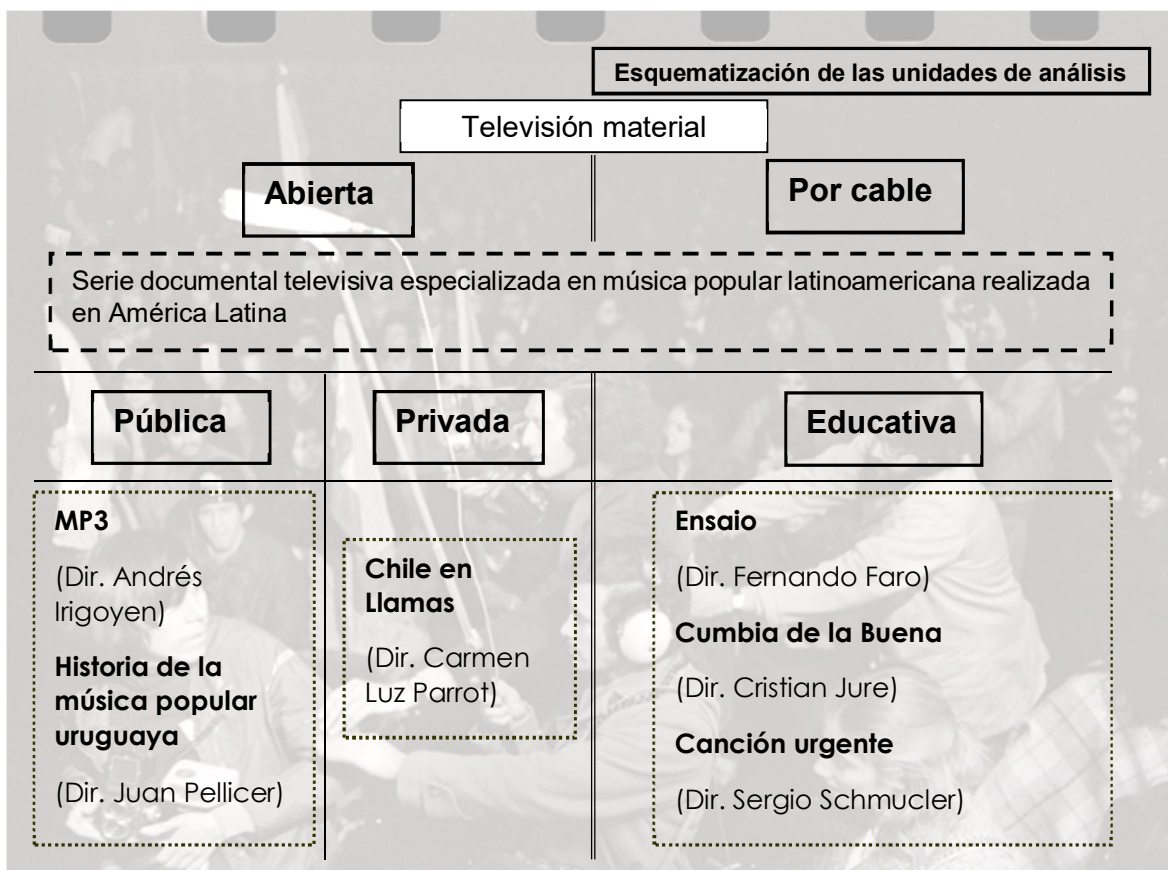 Esquematización de las unidades de análisis
Televisión material
Abierta
Por cable
Serie documental televisiva especializada en música popular latinoamericana realizada
en América Latina
Pública
Privada
Educativa
MP3
(Dir. Andrés
Irigoyen)
Historia de la
música popular
uruguaya
(Dir. Juan Pellicer)
Chile en
Llamas
(Dir. Carmen
Luz Parrot)
Ensaio
(Dir. Fernando Faro)
Cumbia de la Buena
(Dir. Cristian Jure)
Canción urgente
(Dir. Sergio Schmucler)